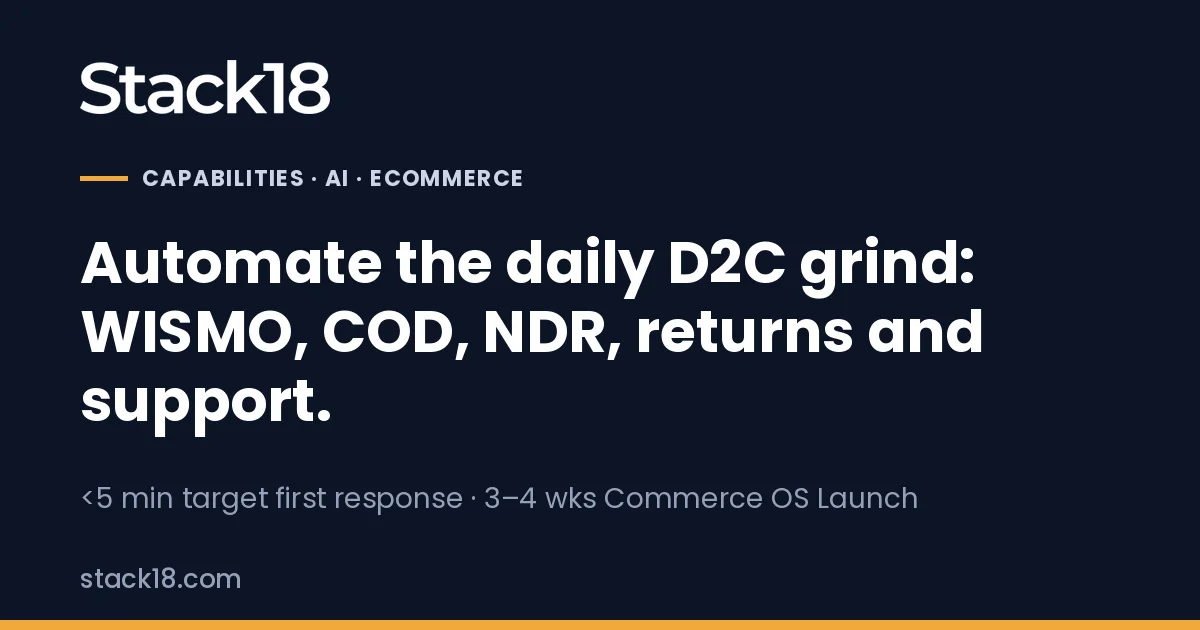 Stack18
CAPABILITIES · AI · ECOMMERCE
Automate the daily D2C grind:
WISMO, COD, NDR, returns and
support.
<5 min target first response · 3–4 wks Commerce OS Launch
stack18.com